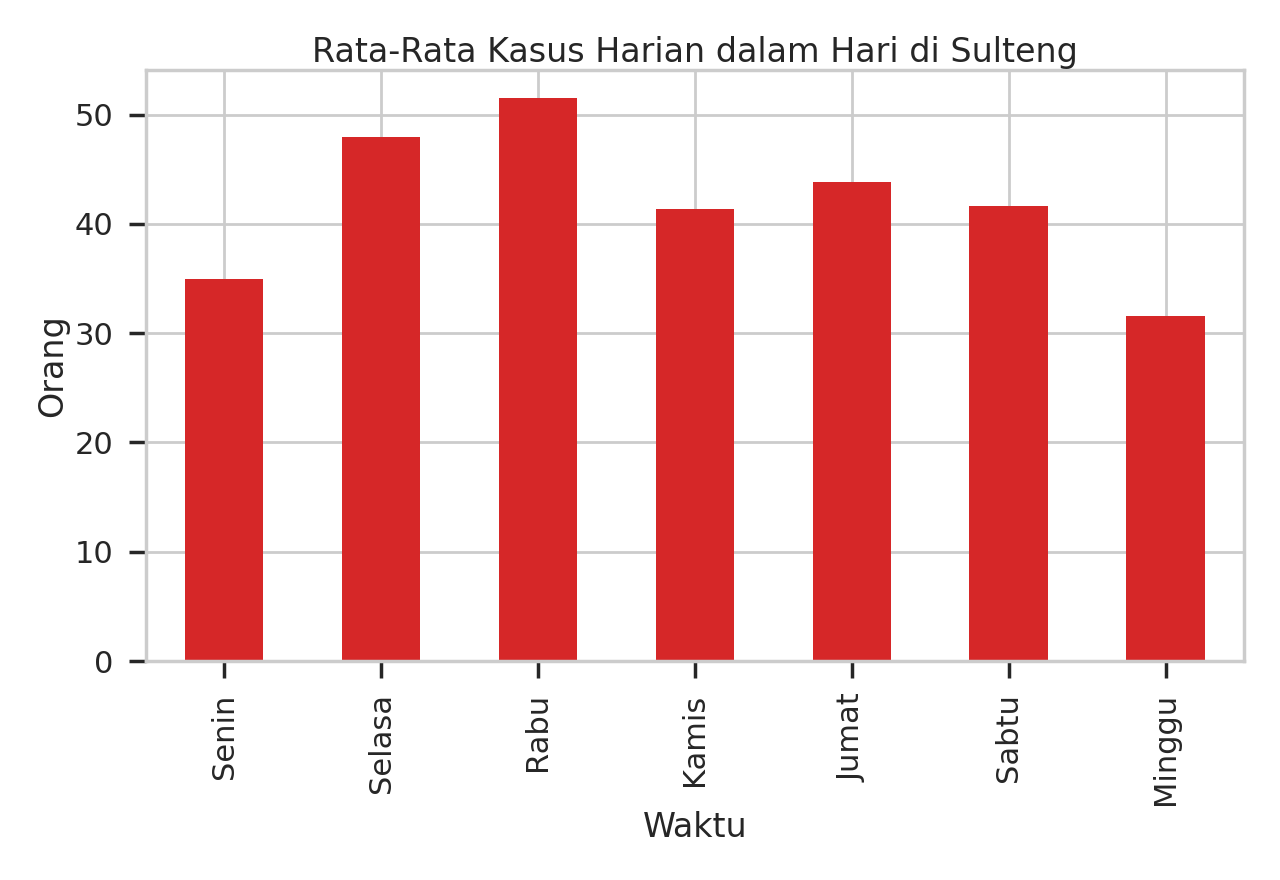 Rata-Rata Kasus Harian dalam Hari di Sulteng
Orang
50
40
30
20
10
0
Senin
Selasa
Rabu
Kamis
Jumat
Sabtu
Minggu
Waktu